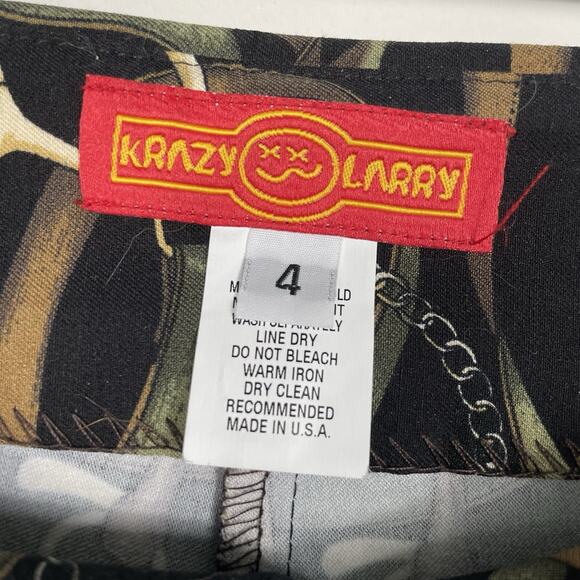 KRAZY LARRY
4
WASH SEPARATELY
LINE DRY
DO NOT BLEACH
WARM IRON
DRY CLEAN
RECOMMENDED
MADE IN U.S.A.